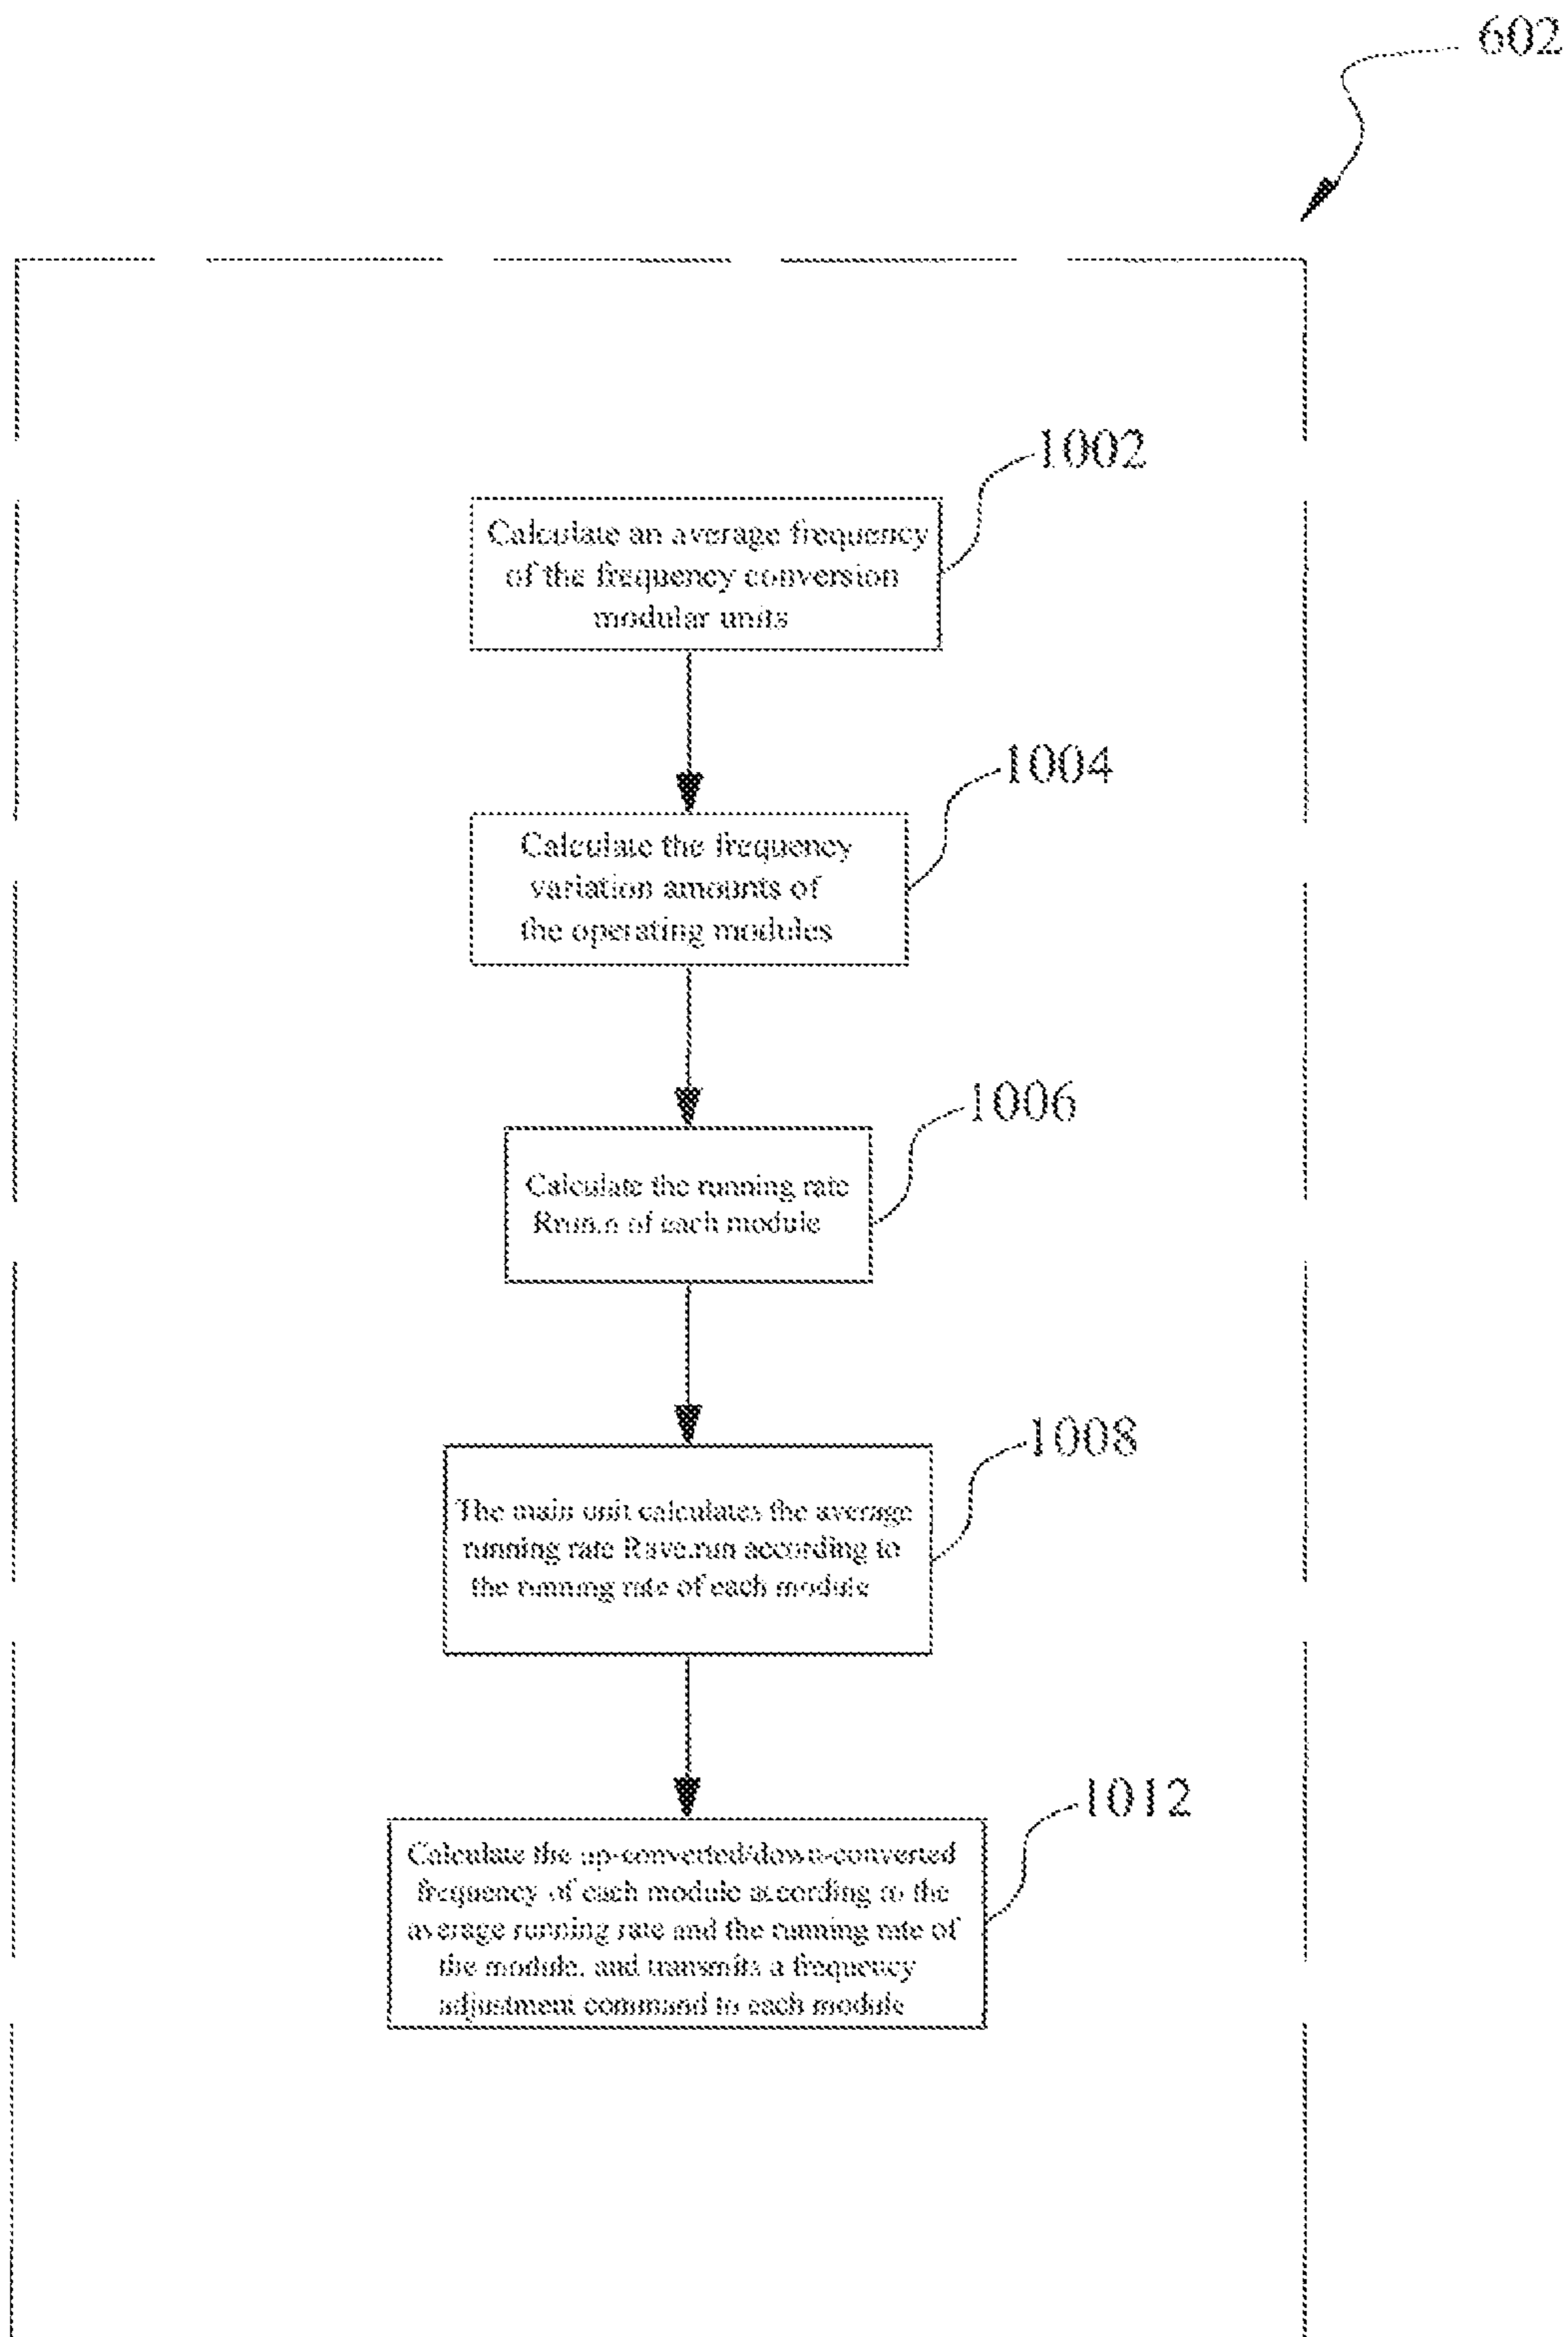 602
1002
Calculate an average frequency
of the frequency conversion
modular units
1004
Calculate the frequency
variation amounts of
the operating modules
1006
Calculate the running rate
Rrun.n of each module
1008
The main unit calculates the average
running rate Rave.run according to
the running rate of each module
1012
Calculate the up-converted/down-converted
frequency of each module according to the
average running rate and the running rate of
the module, and transmits a frequency
adjustment command to each module